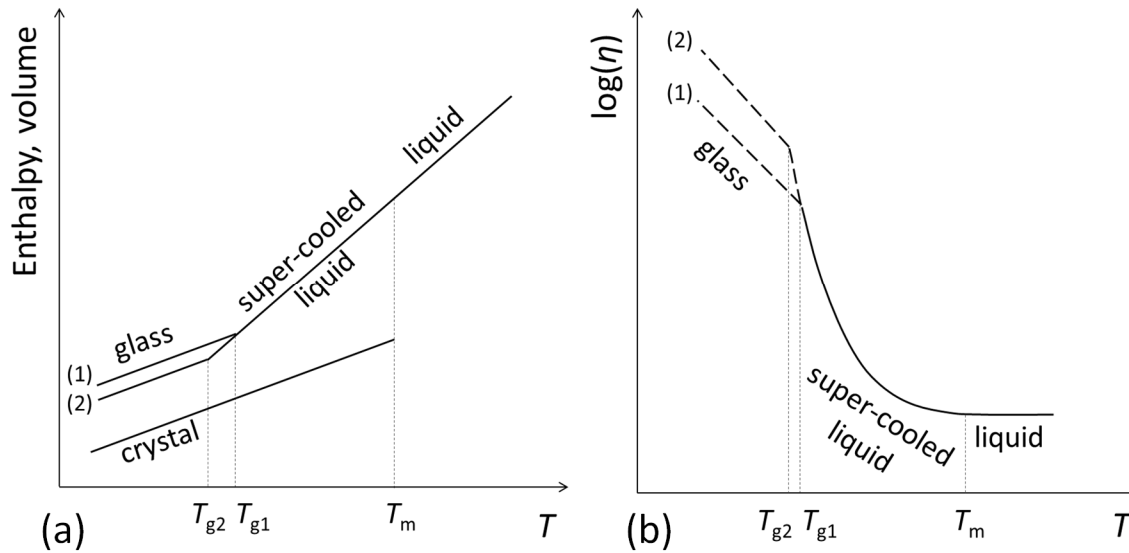 Enthalpy, volume
liquid
super-cooled
liquid
glass
(1)
(2)
crystal
(a)
Tg2
Tg1
Tm
T
log(η)
(2)
(1)
glass
super-cooled
liquid
liquid
(b)
Tg2
Tg1
Tm
T